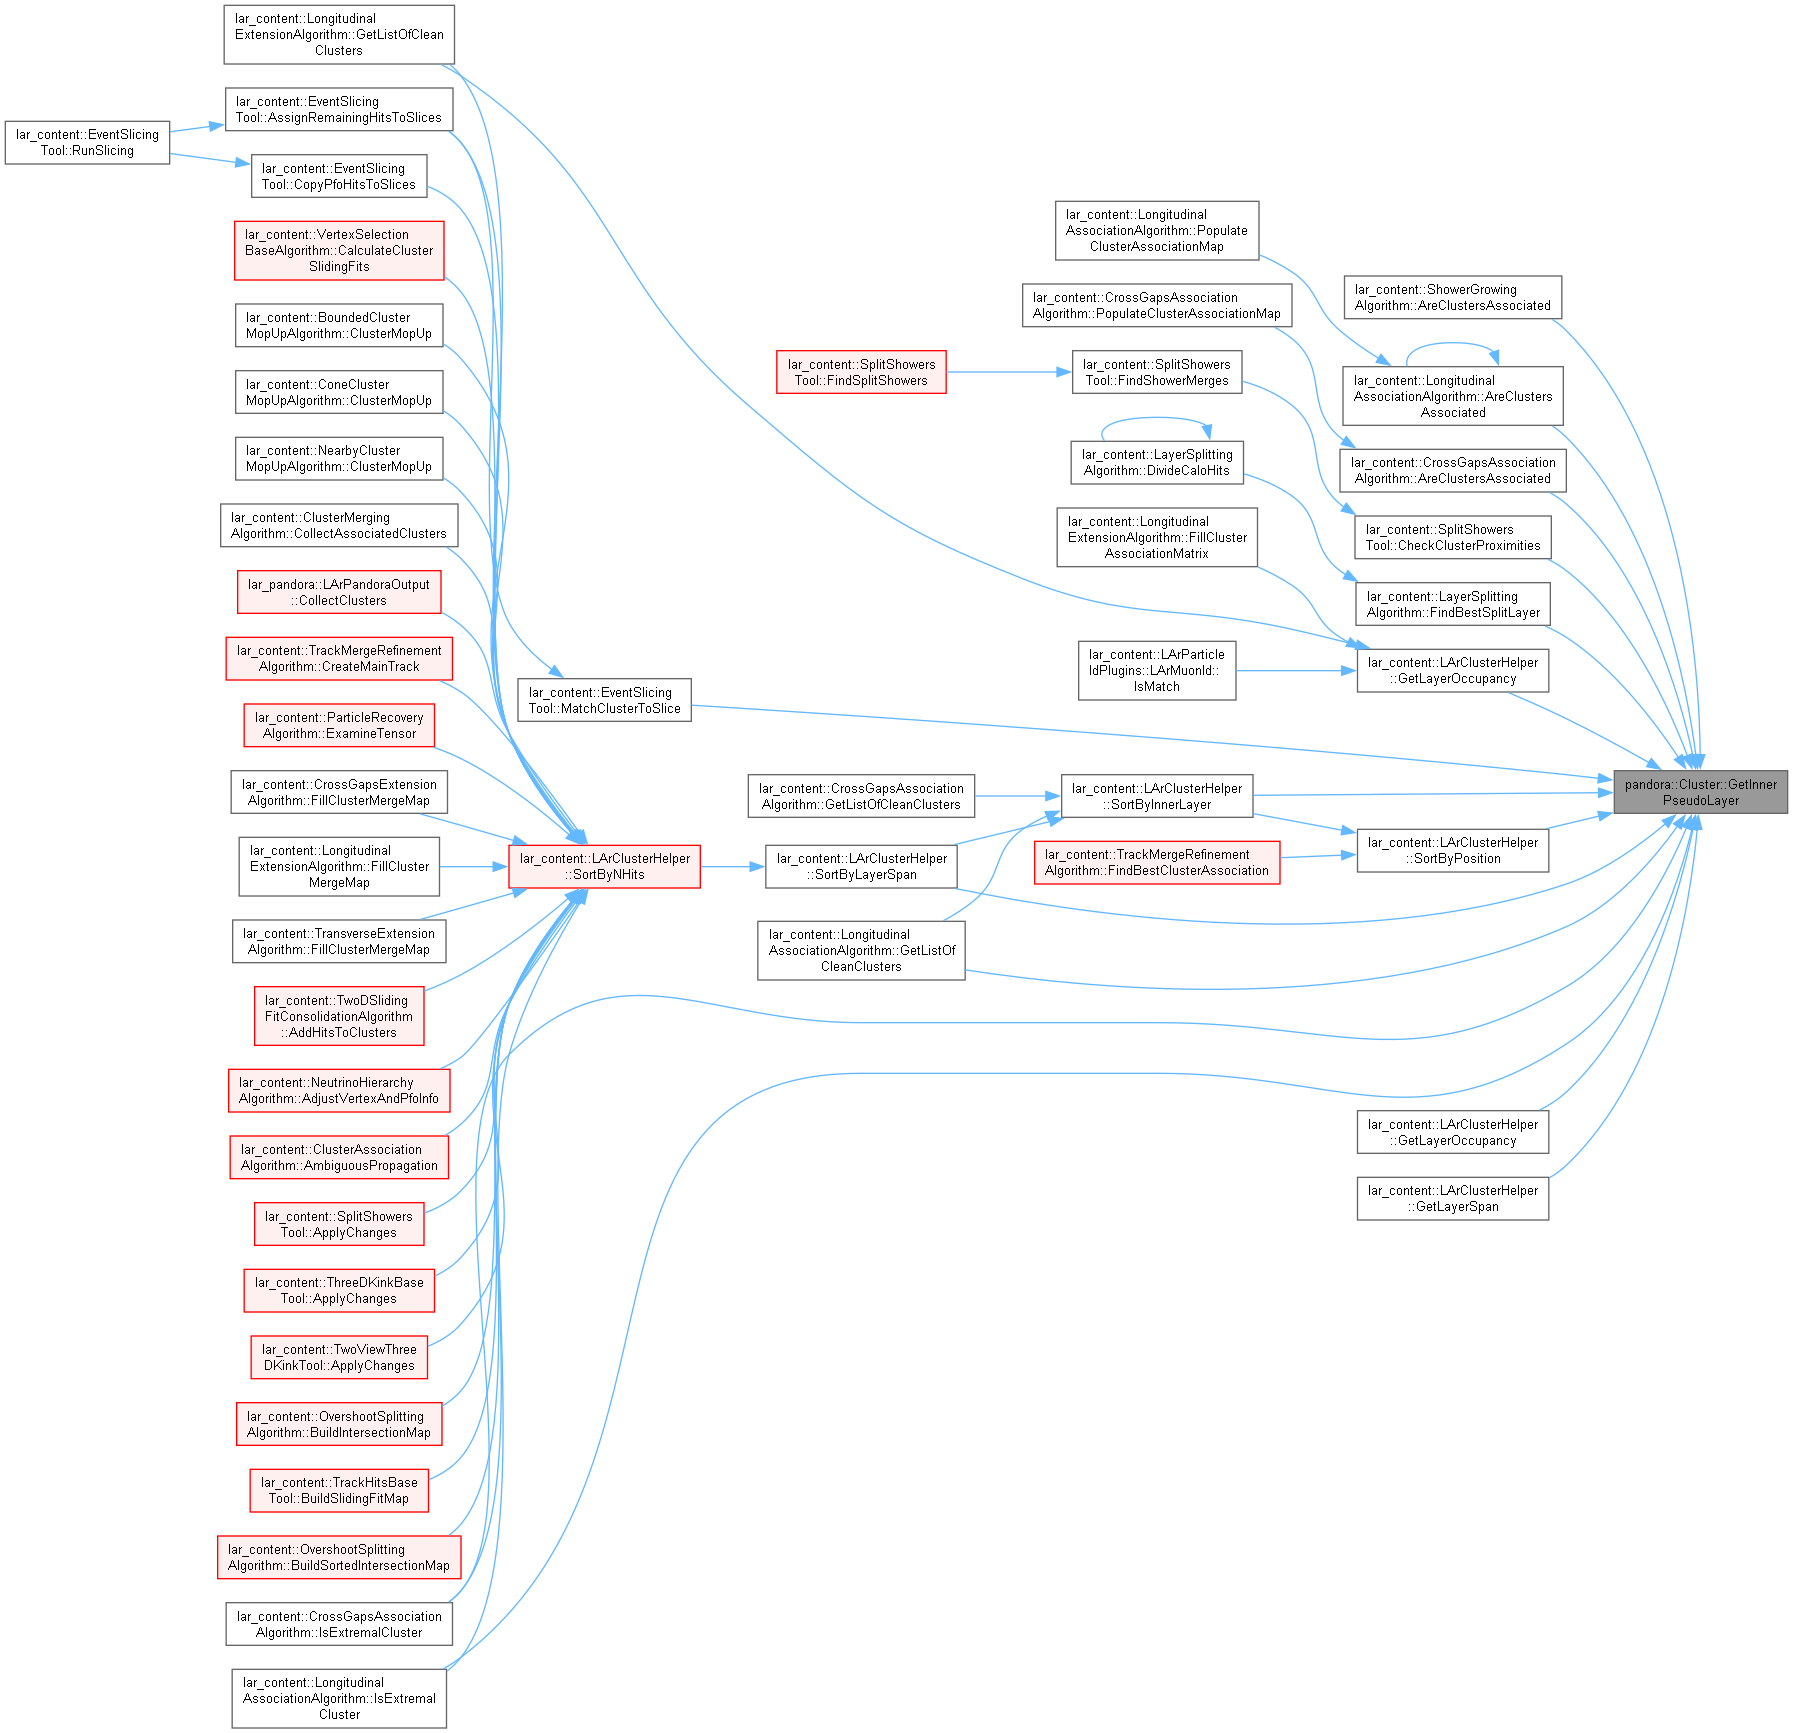 lar_content::Longitudinal
ExtensionAlgorithm::GetListOfClean
Clusters
lar_content::EventSlicing
Tool::AssignRemainingHitsToSlices
lar_content::EventSlicing
Tool::RunSlicing
lar_content::EventSlicing
Tool::CopyPfoHitsToSlices
lar_content::VertexSelection
BaseAlgorithm::CalculateCluster
SlidingFits
lar_content::BoundedCluster
MopUpAlgorithm::ClusterMopUp
lar_content::ConeCluster
MopUpAlgorithm::ClusterMopUp
lar_content::NearbyCluster
MopUpAlgorithm::ClusterMopUp
lar_content::ClusterMerging
Algorithm::CollectAssociatedClusters
lar_pandora::LArPandoraOutput
::CollectClusters
lar_content::TrackMergeRefinement
Algorithm::CreateMainTrack
lar_content::ParticleRecovery
Algorithm::ExamineTensor
lar_content::CrossGapsExtension
Algorithm::FillClusterMergeMap
lar_content::Longitudinal
ExtensionAlgorithm::FillCluster
MergeMap
lar_content::TransverseExtension
Algorithm::FillClusterMergeMap
lar_content::TwoDSliding
FitConsolidationAlgorithm
::AddHitsToClusters
lar_content::NeutrinoHierarchy
Algorithm::AdjustVertexAndPfoInfo
lar_content::ClusterAssociation
Algorithm::AmbiguousPropagation
lar_content::SplitShowers
Tool::ApplyChanges
lar_content::ThreeDKinkBase
Tool::ApplyChanges
lar_content::TwoViewThree
DKinkTool::ApplyChanges
lar_content::OvershootSplitting
Algorithm::BuildIntersectionMap
lar_content::TrackHitsBase
Tool::BuildSlidingFitMap
lar_content::OvershootSplitting
Algorithm::BuildSortedIntersectionMap
lar_content::CrossGapsAssociation
Algorithm::IsExtremalCluster
lar_content::Longitudinal
AssociationAlgorithm::IsExtremal
Cluster
lar_content::EventSlicing
Tool::MatchClusterToSlice
lar_content::LArClusterHelper
::SortByNHits
lar_content::SplitShowers
Tool::FindSplitShowers
lar_content::CrossGapsAssociation
Algorithm::GetListOfCleanClusters
lar_content::LArClusterHelper
::SortByLayerSpan
lar_content::Longitudinal
AssociationAlgorithm::GetListOf
CleanClusters
lar_content::Longitudinal
AssociationAlgorithm::Populate
ClusterAssociationMap
lar_content::CrossGapsAssociation
Algorithm::PopulateClusterAssociationMap
lar_content::SplitShowers
Tool::FindShowerMerges
lar_content::LayerSplitting
Algorithm::DivideCaloHits
lar_content::Longitudinal
ExtensionAlgorithm::FillCluster
AssociationMatrix
lar_content::LArParticle
IdPlugins::LArMuonId::
IsMatch
lar_content::LArClusterHelper
::SortByInnerLayer
lar_content::TrackMergeRefinement
Algorithm::FindBestClusterAssociation
lar_content::ShowerGrowing
Algorithm::AreClustersAssociated
lar_content::Longitudinal
AssociationAlgorithm::AreClusters
Associated
lar_content::CrossGapsAssociation
Algorithm::AreClustersAssociated
lar_content::SplitShowers
Tool::CheckClusterProximities
lar_content::LayerSplitting
Algorithm::FindBestSplitLayer
lar_content::LArClusterHelper
::GetLayerOccupancy
lar_content::LArClusterHelper
::SortByPosition
lar_content::LArClusterHelper
::GetLayerOccupancy
lar_content::LArClusterHelper
::GetLayerSpan
pandora::Cluster::GetInner
PseudoLayer